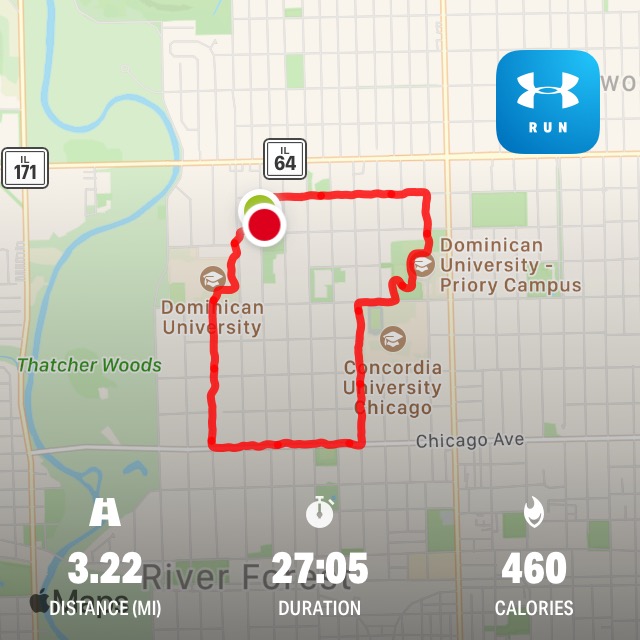 WO
RUN
IL
64
IL
171
Dominican
University -
Priory Campus
Dominican
University
Thatcher Woods
Concordia
University
Chicago
Chicago Ave
3.22
27:05
460
River Forest
Maps
DISTANCE (MI)
DURATION
CALORIES